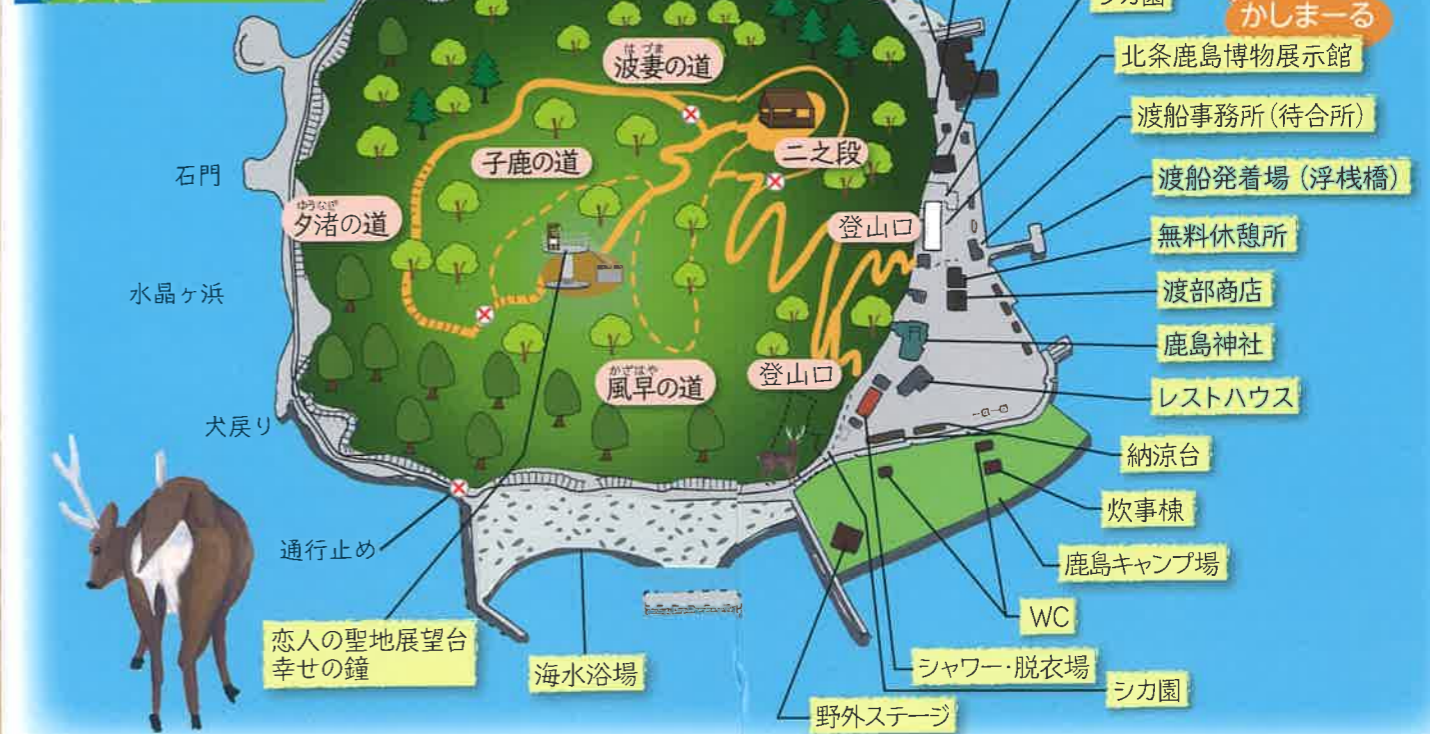 シカ園
かしまーる
北条鹿島博物展示館
渡船事務所(待合所)
渡船発着場(浮桟橋)
無料休憩所
渡部商店
鹿島神社
レストハウス
納涼台
炊事棟
鹿島キャンプ場
WC
シャワー・脱衣場
シカ園
野外ステージ
はづま
波妻の道
子鹿の道
二之段
石門
ゆうなぎ
夕渚の道
登山口
水晶ヶ浜
かざはや
風早の道
登山口
犬戻り
通行止め
恋人の聖地展望台
幸せの鐘
海水浴場